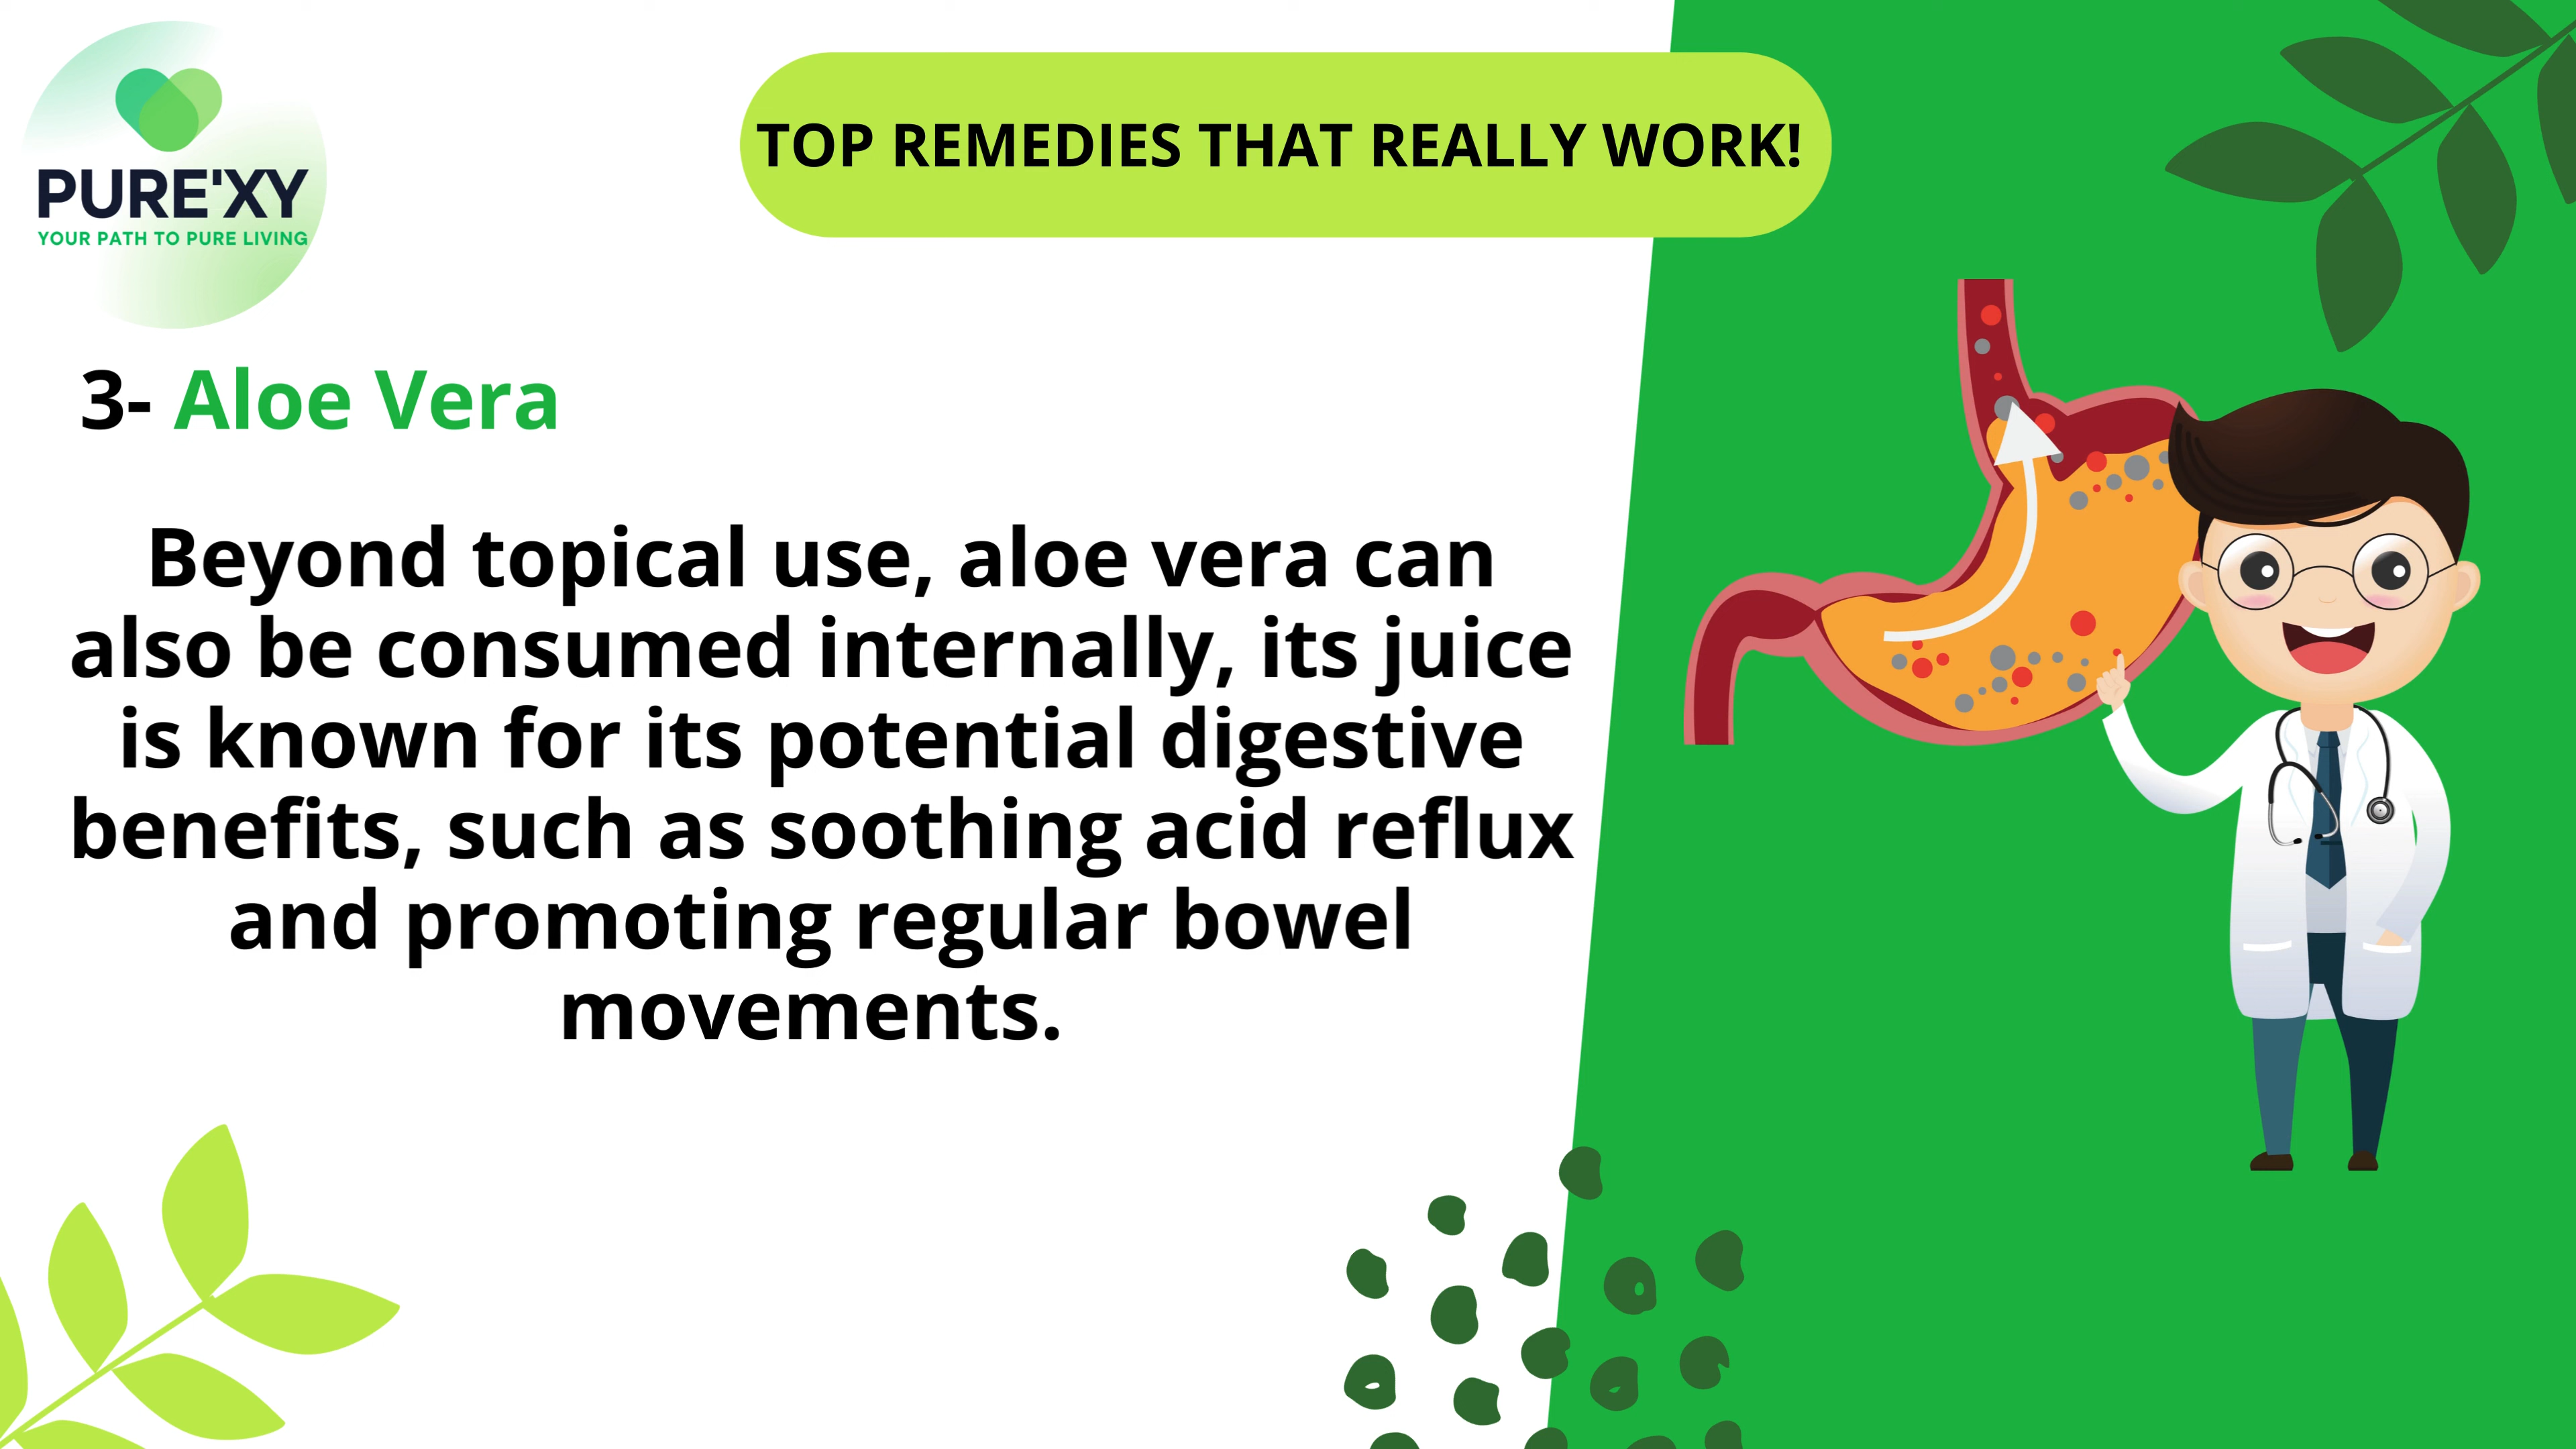 PURE'XY
YOUR PATH TO PURE LIVING
TOP REMEDIES THAT REALLY WORK!
3- Aloe Vera
Beyond topical use, aloe vera can
also be consumed internally, its juice
is known for its potential digestive
benefits, such as soothing acid reflux
and promoting regular bowel
movements.